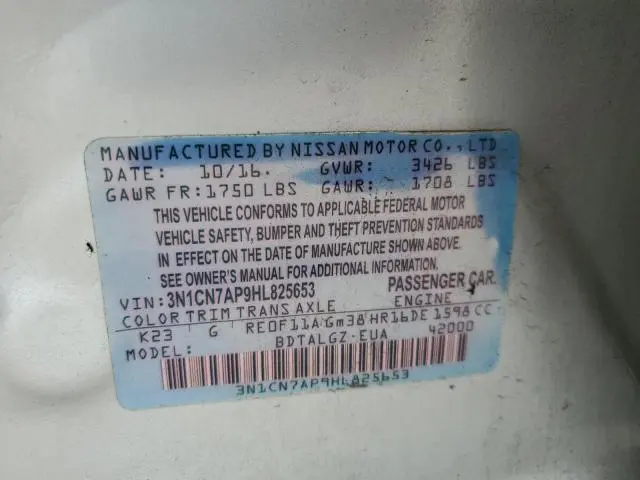 MANUFACTURED BY NISSAN MOTOR CO., LTD.
DATE: 10/16. GVWR: 3426 LBS
GAWR FR: 1750 LBS GAWR: 1708 LBS
THIS VEHICLE CONFORMS TO APPLICABLE FEDERAL MOTOR
VEHICLE SAFETY, BUMPER AND THEFT PREVENTION STANDARDS
IN EFFECT ON THE DATE OF MANUFACTURE SHOWN ABOVE.
SEE OWNER'S MANUAL FOR ADDITIONAL INFORMATION
VIN: 3N1CN7AP9HL825653 PASSENGER CAR.
COLOR TRIM TRANS AXLE ENGINE
K23 G RE0F11A Gm38 HR16DE 1598 CC
MODEL: BDTALGZ-EUA 42000
3N1CN7AP9HL825653